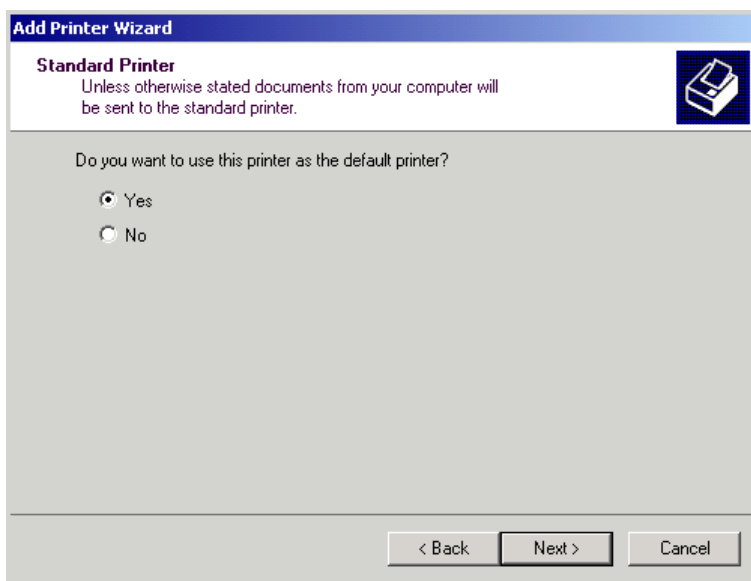 Add Printer Wizard
Standard Printer
Unless otherwise stated documents from your computer will
be sent to the standard printer.
Do you want to use this printer as the default printer?
Yes
No
< Back Next > Cancel